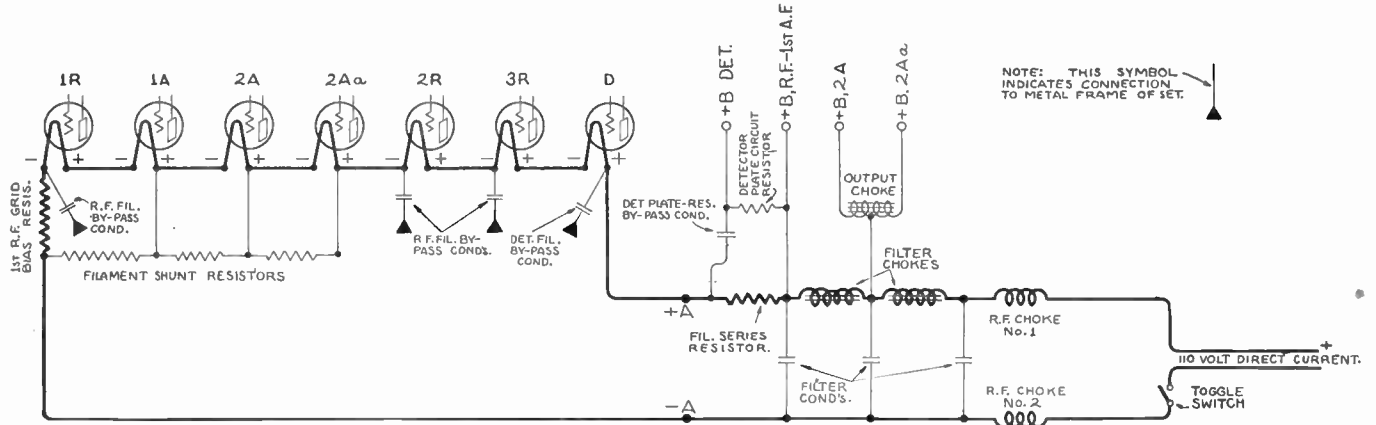 1R 1A 2A 2Aa 2R 3R D
+B DET.
+B, R.F.-1ST A.F.
+B, 2A
+B, 2Aa
NOTE: THIS SYMBOL
INDICATES CONNECTION
TO METAL FRAME OF SET.
- + - + - + - + - + - + - +
1ST R.F. GRID
BIAS RESIS.
R.F. FIL.
BY-PASS
COND.
FILAMENT SHUNT RESISTORS
R.F. FIL. BY-
PASS COND'S.
DET. FIL.
BY-PASS
COND.
DET PLATE-RES.
BY-PASS COND.
DETECTOR
PLATE CIRCUIT
RESISTOR
OUTPUT
CHOKE
FILTER
CHOKES
+A
FIL. SERIES
RESISTOR.
R.F. CHOKE
No. 1
+
110 VOLT DIRECT CURRENT.
FILTER
COND'S.
R.F. CHOKE
No. 2
TOGGLE
SWITCH
-A